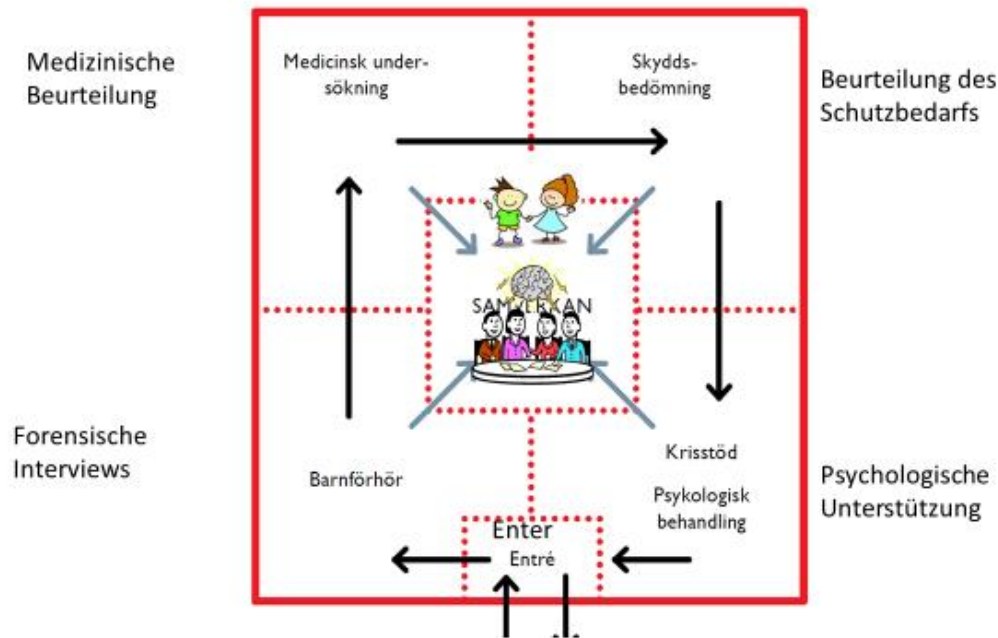 Medizinische
Beurteilung
Medicinsk under-
sökning
Skydds-
bedömning
Beurteilung des
Schutzbedarfs
SAMVERKAN
Forensische
Interviews
Barnförhör
Krisstöd
Psykologisk
behandling
Psychologische
Unterstützung
Enter
Entré